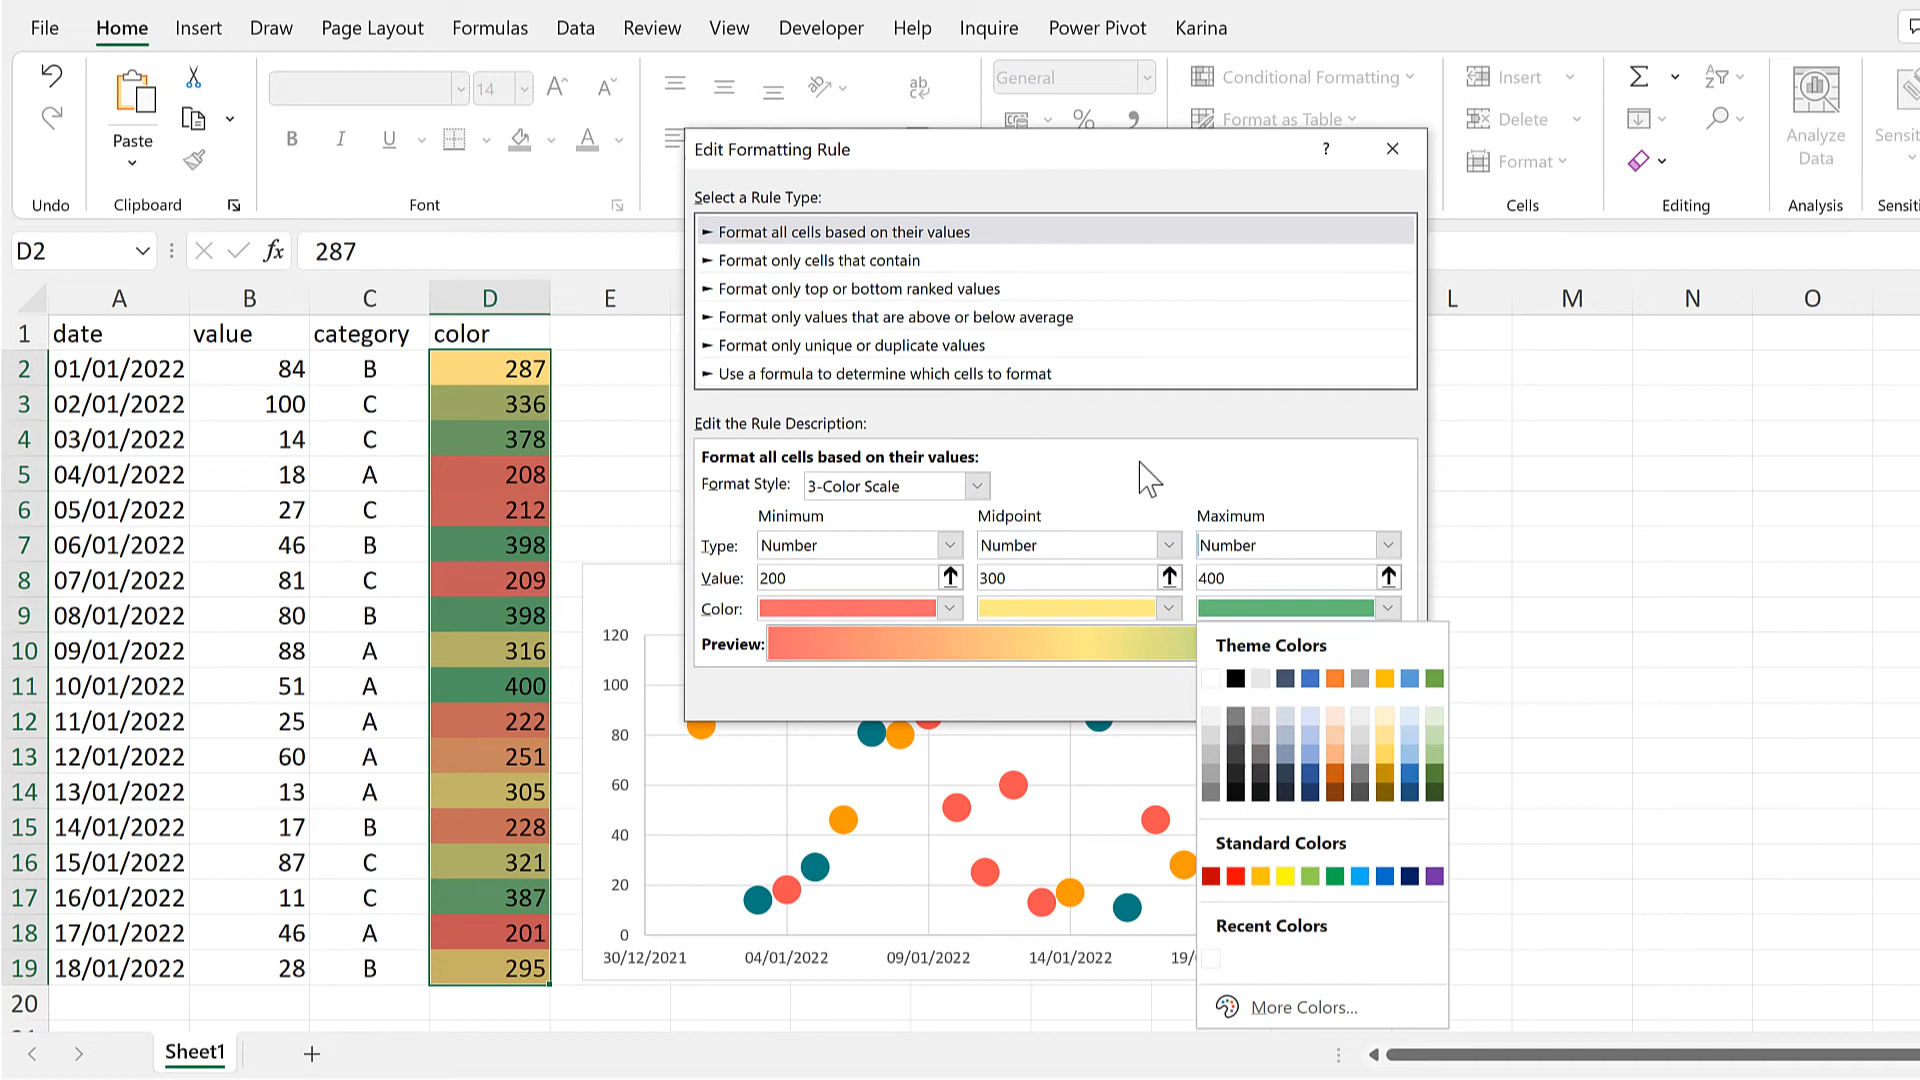 File Home Insert Draw Page Layout Formulas Data Review View Developer Help Inquire Power Pivot Karina
14 General Conditional Formatting Insert Analyze Data
Paste Format as Table Delete
B I U A % Format
Undo Clipboard Font Cells Editing Analysis
D2 fx 287
A B C D E L M N O
1 date value category color
2 01/01/2022 84 B 287
3 02/01/2022 100 C 336
4 03/01/2022 14 C 378
5 04/01/2022 18 A 208
6 05/01/2022 27 C 212
7 06/01/2022 46 B 398
8 07/01/2022 81 C 209
9 08/01/2022 80 B 398
10 09/01/2022 88 A 316
11 10/01/2022 51 A 400
12 11/01/2022 25 A 222
13 12/01/2022 60 A 251
14 13/01/2022 13 A 305
15 14/01/2022 17 B 228
16 15/01/2022 87 C 321
17 16/01/2022 11 C 387
18 17/01/2022 46 A 201
19 18/01/2022 28 B 295
20
Edit Formatting Rule ?
Select a Rule Type:
► Format all cells based on their values
► Format only cells that contain
► Format only top or bottom ranked values
► Format only values that are above or below average
► Format only unique or duplicate values
► Use a formula to determine which cells to format
Edit the Rule Description:
Format all cells based on their values:
Format Style: 3-Color Scale
Minimum Midpoint Maximum
Type: Number Number Number
Value: 200 300 400
Color:
Preview:
Theme Colors
Standard Colors
Recent Colors
More Colors...
120
100
80
60
40
20
0
30/12/2021 04/01/2022 09/01/2022 14/01/2022 19/
Sheet1